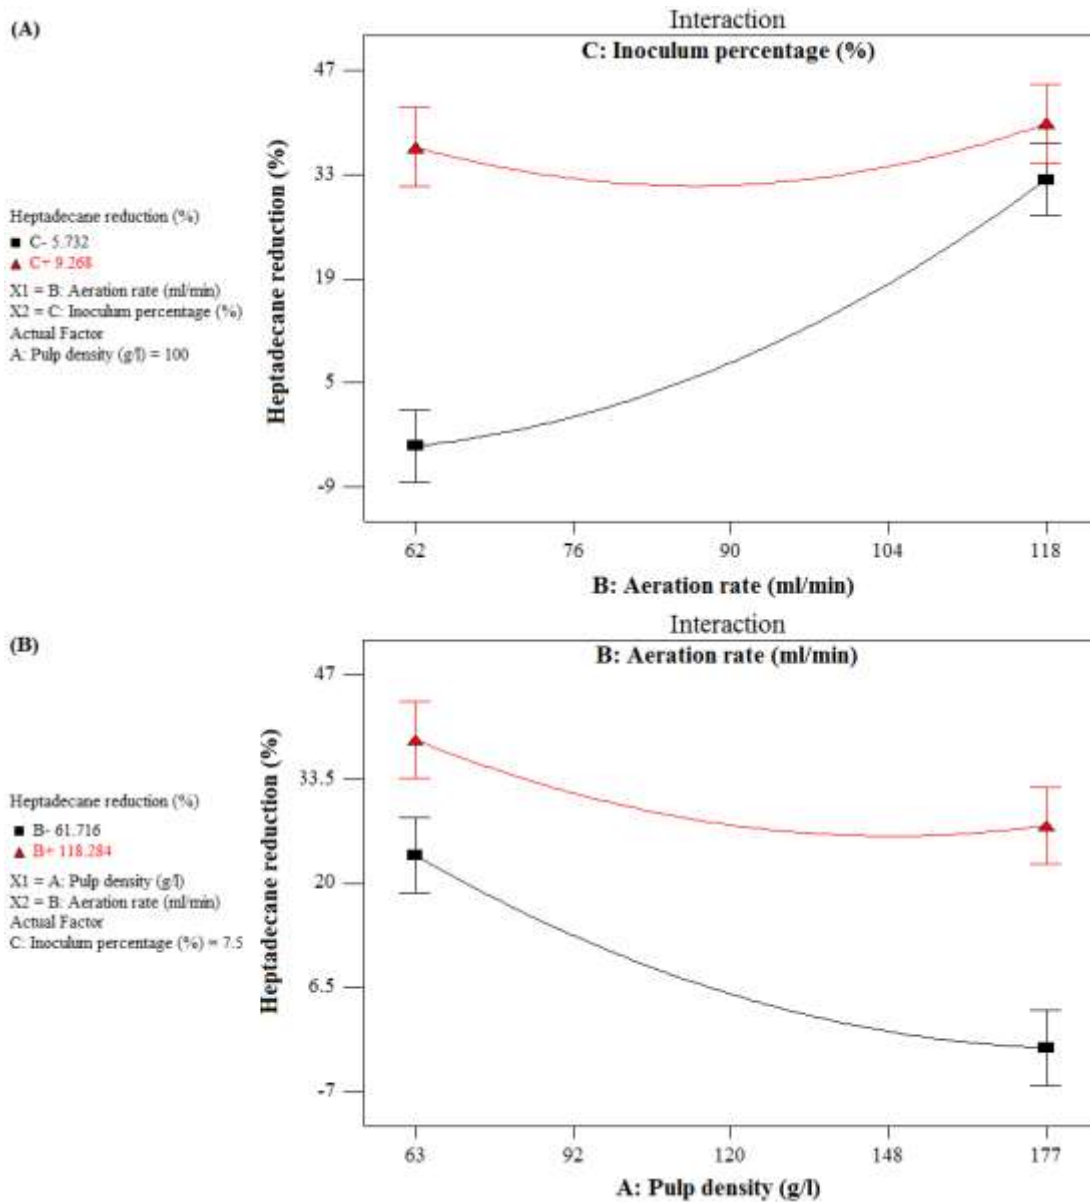 (A)
Interaction
C: Inoculum percentage (%)
47
33
19
5
-9
Heptadecane reduction (%)
Heptadecane reduction (%)
C- 5.732
C+ 9.268
X1 = B: Aeration rate (ml/min)
X2 = C: Inoculum percentage (%)
Actual Factor
A: Pulp density (g/l) = 100
62 76 90 104 118
B: Aeration rate (ml/min)
(B)
Interaction
B: Aeration rate (ml/min)
47
33.5
20
6.5
-7
Heptadecane reduction (%)
Heptadecane reduction (%)
B- 61.716
B+ 118.284
X1 = A: Pulp density (g/l)
X2 = B: Aeration rate (ml/min)
Actual Factor
C: Inoculum percentage (%) = 7.5
63 92 120 148 177
A: Pulp density (g/l)